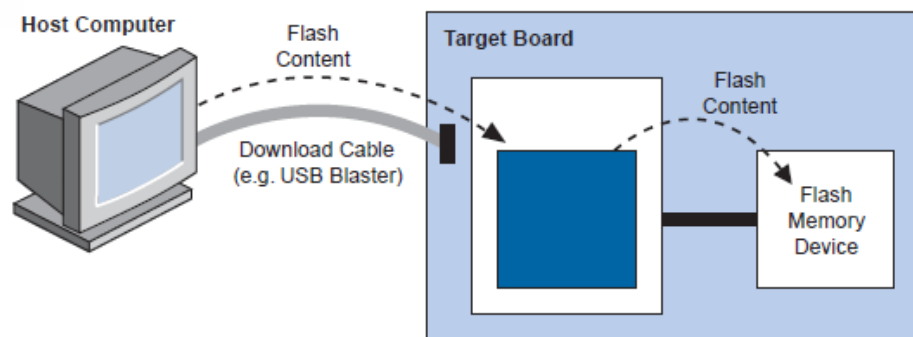 Host Computer
Flash
Content
Download Cable
(e.g. USB Blaster)
Target Board
Flash
Content
Flash
Memory
Device